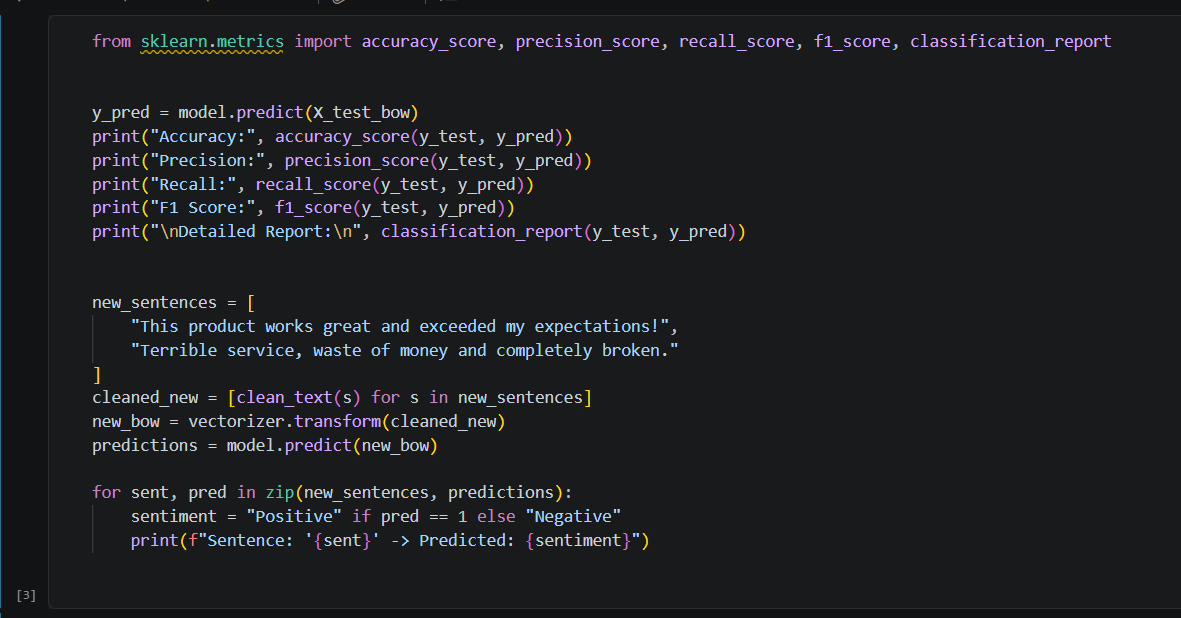 from sklearn.metrics import accuracy_score, precision_score, recall_score, f1_score, classification_report
y_pred = model.predict(X_test_bow)
print("Accuracy:", accuracy_score(y_test, y_pred))
print("Precision:", precision_score(y_test, y_pred))
print("Recall:", recall_score(y_test, y_pred))
print("F1 Score:", f1_score(y_test, y_pred))
print("\nDetailed Report:\n", classification_report(y_test, y_pred))
new_sentences = [
    "This product works great and exceeded my expectations!",
    "Terrible service, waste of money and completely broken."
]
cleaned_new = [clean_text(s) for s in new_sentences]
new_bow = vectorizer.transform(cleaned_new)
predictions = model.predict(new_bow)
for sent, pred in zip(new_sentences, predictions):
    sentiment = "Positive" if pred == 1 else "Negative"
    print(f"Sentence: '{sent}' -> Predicted: {sentiment}")
[3]